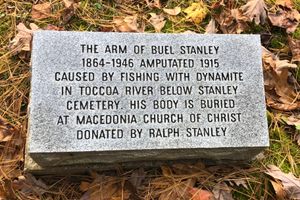 THE ARM OF BUEL STANLEY
1864-1946 AMPUTATED 1915
CAUSED BY FISHING WITH DYNAMITE
IN TOCCOA RIVER BELOW STANLEY
CEMETERY. HIS BODY IS BURIED
AT MACEDONIA CHURCH OF CHRIST
DONATED BY RALPH STANLEY